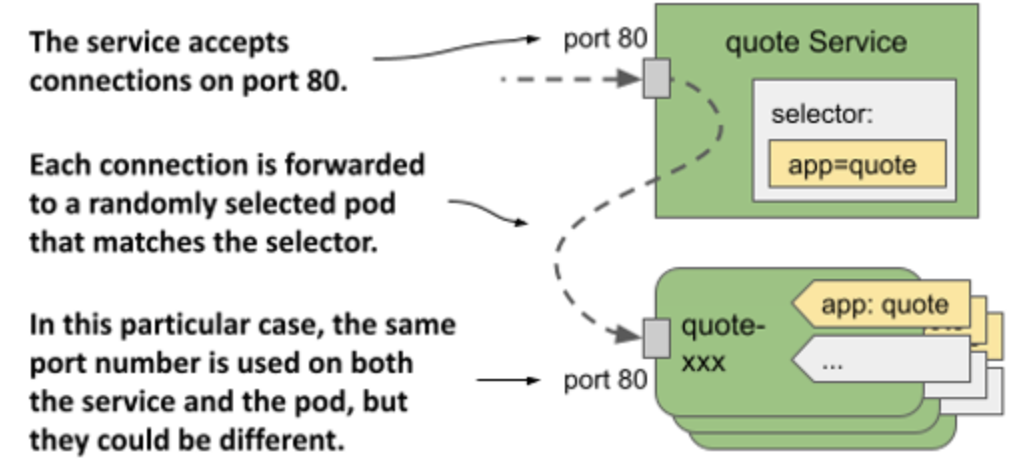 The service accepts
connections on port 80.
port 80
quote Service
selector:
app=quote
Each connection is forwarded
to a randomly selected pod
that matches the selector.
In this particular case, the same
port number is used on both
the service and the pod, but
they could be different.
port 80
quote-
xxx
app: quote
...